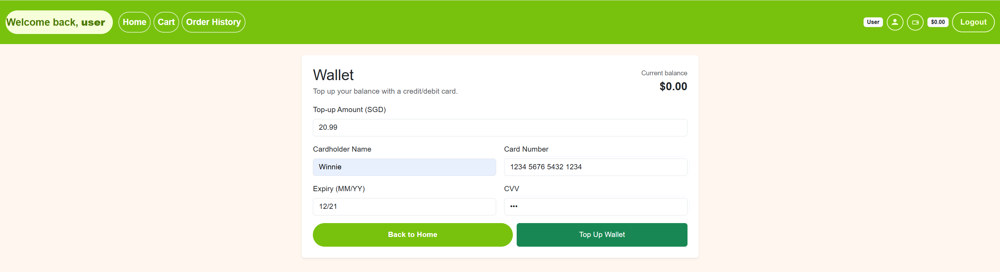 Welcome back, user Home Cart Order History User $0.00 Logout
Wallet
Current balance
$0.00
Top up your balance with a credit/debit card.
Top-up Amount (SGD)
20.99
Cardholder Name Card Number
Winnie 1234 5676 5432 1234
Expiry (MM/YY) CVV
12/21 •••
Back to Home Top Up Wallet